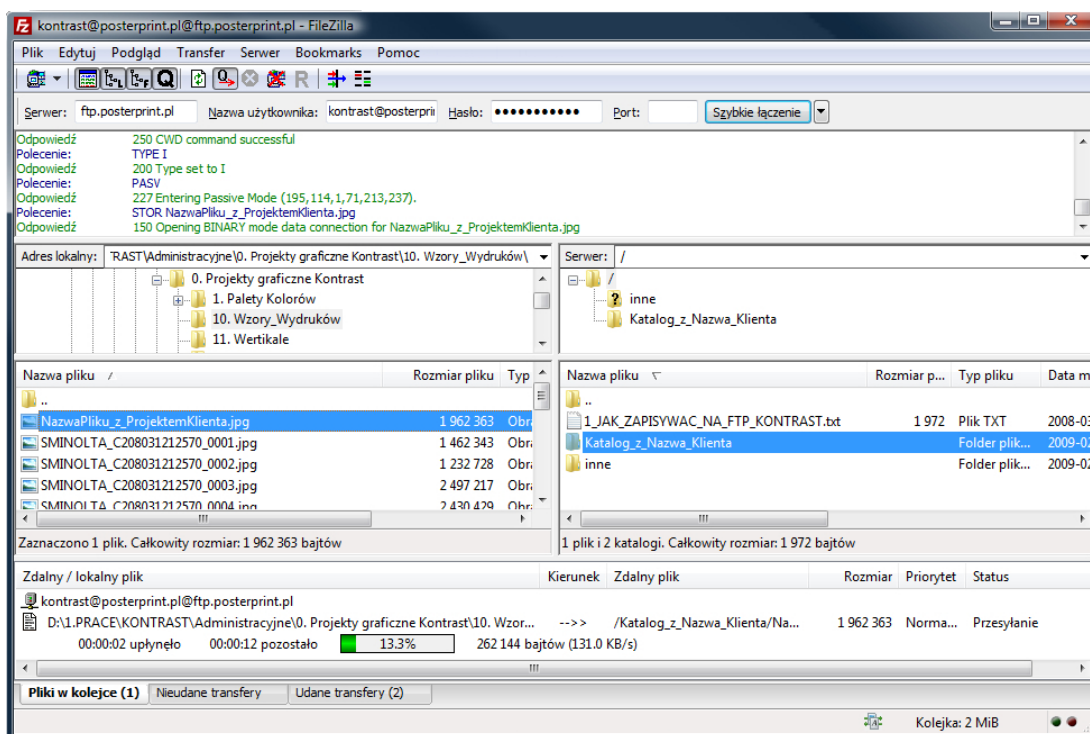 kontrast@posterprint.pl@ftp.posterprint.pl - FileZilla
Plik Edytuj Podgląd Transfer Serwer Bookmarks Pomoc
Serwer: ftp.posterprint.pl Nazwa użytkownika: kontrast@posterpri Hasło: ●●●●●●●●●●● Port: Szybkie łączenie
Odpowiedź 250 CWD command successful
Polecenie: TYPE I
Odpowiedź 200 Type set to I
Polecenie: PASV
Odpowiedź 227 Entering Passive Mode (195,114,1,71,213,237).
Polecenie: STOR NazwaPliku_z_ProjektemKlienta.jpg
Odpowiedź 150 Opening BINARY mode data connection for NazwaPliku_z_ProjektemKlienta.jpg
Adres lokalny: RAST\Administracyjne\0. Projekty graficzne Kontrast\10. Wzory_Wydruków\
0. Projekty graficzne Kontrast
1. Palety Kolorów
10. Wzory_Wydruków
11. Wertikale
Serwer: /
/
? inne
Katalog_z_Nazwa_Klienta
Nazwa pliku / Rozmiar pliku Typ
..
NazwaPliku_z_ProjektemKlienta.jpg 1 962 363 Obra
SMINOLTA_C208031212570_0001.jpg 1 462 343 Obra
SMINOLTA_C208031212570_0002.jpg 1 232 728 Obra
SMINOLTA_C208031212570_0003.jpg 2 497 217 Obra
SMINOLTA_C208031212570_0004.jpg 2 430 429 Obra
Zaznaczono 1 plik. Całkowity rozmiar: 1 962 363 bajtów
Nazwa pliku Rozmiar p... Typ pliku Data m
..
1_JAK_ZAPISYWAC_NA_FTP_KONTRAST.txt 1 972 Plik TXT 2008-03
Katalog_z_Nazwa_Klienta Folder plik... 2009-02
inne Folder plik... 2009-02
1 plik i 2 katalogi. Całkowity rozmiar: 1 972 bajtów
Zdalny / lokalny plik Kierunek Zdalny plik Rozmiar Priorytet Status
kontrast@posterprint.pl@ftp.posterprint.pl
D:\1.PRACE\KONTRAST\Administracyjne\0. Projekty graficzne Kontrast\10. Wzor... -->> /Katalog_z_Nazwa_Klienta/Na... 1 962 363 Norma... Przesyłanie
00:00:02 upłynęło 00:00:12 pozostało 13.3% 262 144 bajtów (131.0 KB/s)
Pliki w kolejce (1) Nieudane transfery Udane transfery (2)
Kolejka: 2 MiB